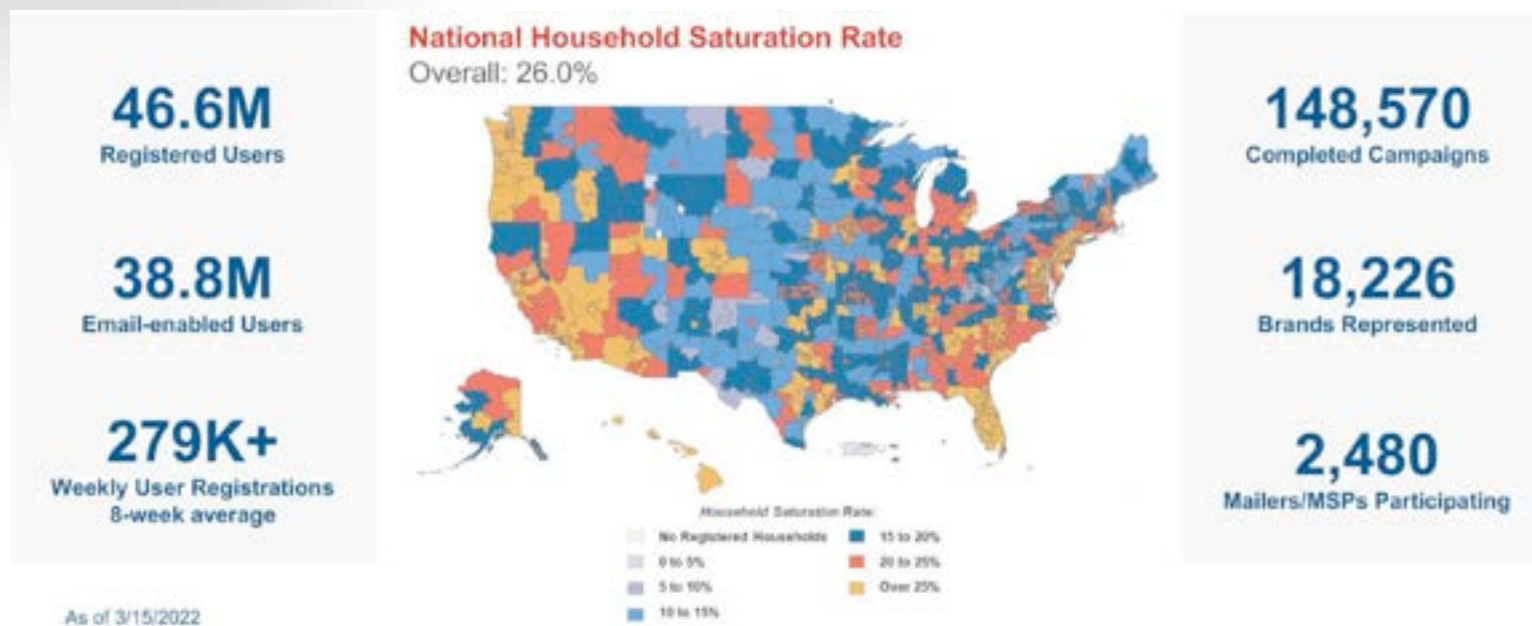 National Household Saturation Rate
Overall: 26.0%
46.6M
Registered Users
38.8M
Email-enabled Users
279K+
Weekly User Registrations
8-week average
As of 3/15/2022
Household Saturation Rate:
No Registered Households
0 to 5%
5 to 10%
10 to 15%
15 to 20%
20 to 25%
Over 25%
148,570
Completed Campaigns
18,226
Brands Represented
2,480
Mailers/MSPs Participating